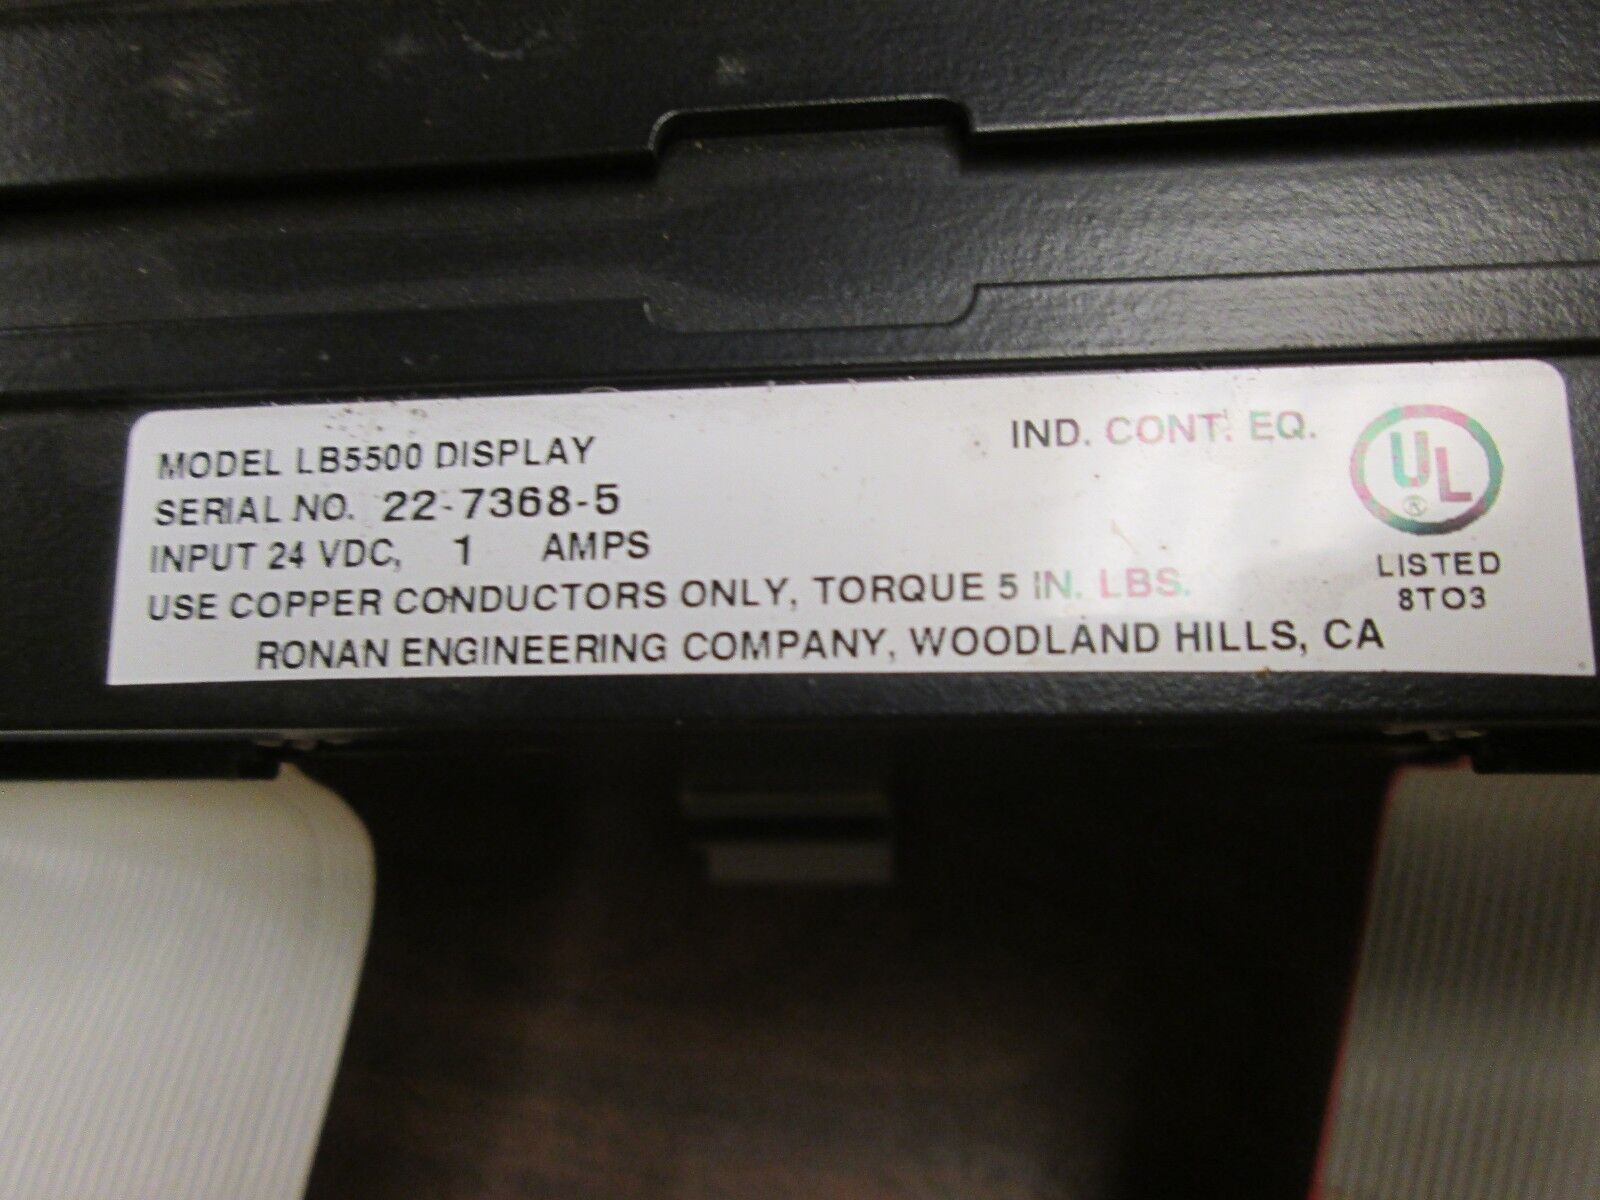 MODEL LB5500 DISPLAY
IND. CONT. EQ.
UL
®
SERIAL NO. 22-7368-5
INPUT 24 VDC, 1 AMPS
LISTED
8TO3
USE COPPER CONDUCTORS ONLY, TORQUE 5 IN. LBS.
RONAN ENGINEERING COMPANY, WOODLAND HILLS, CA